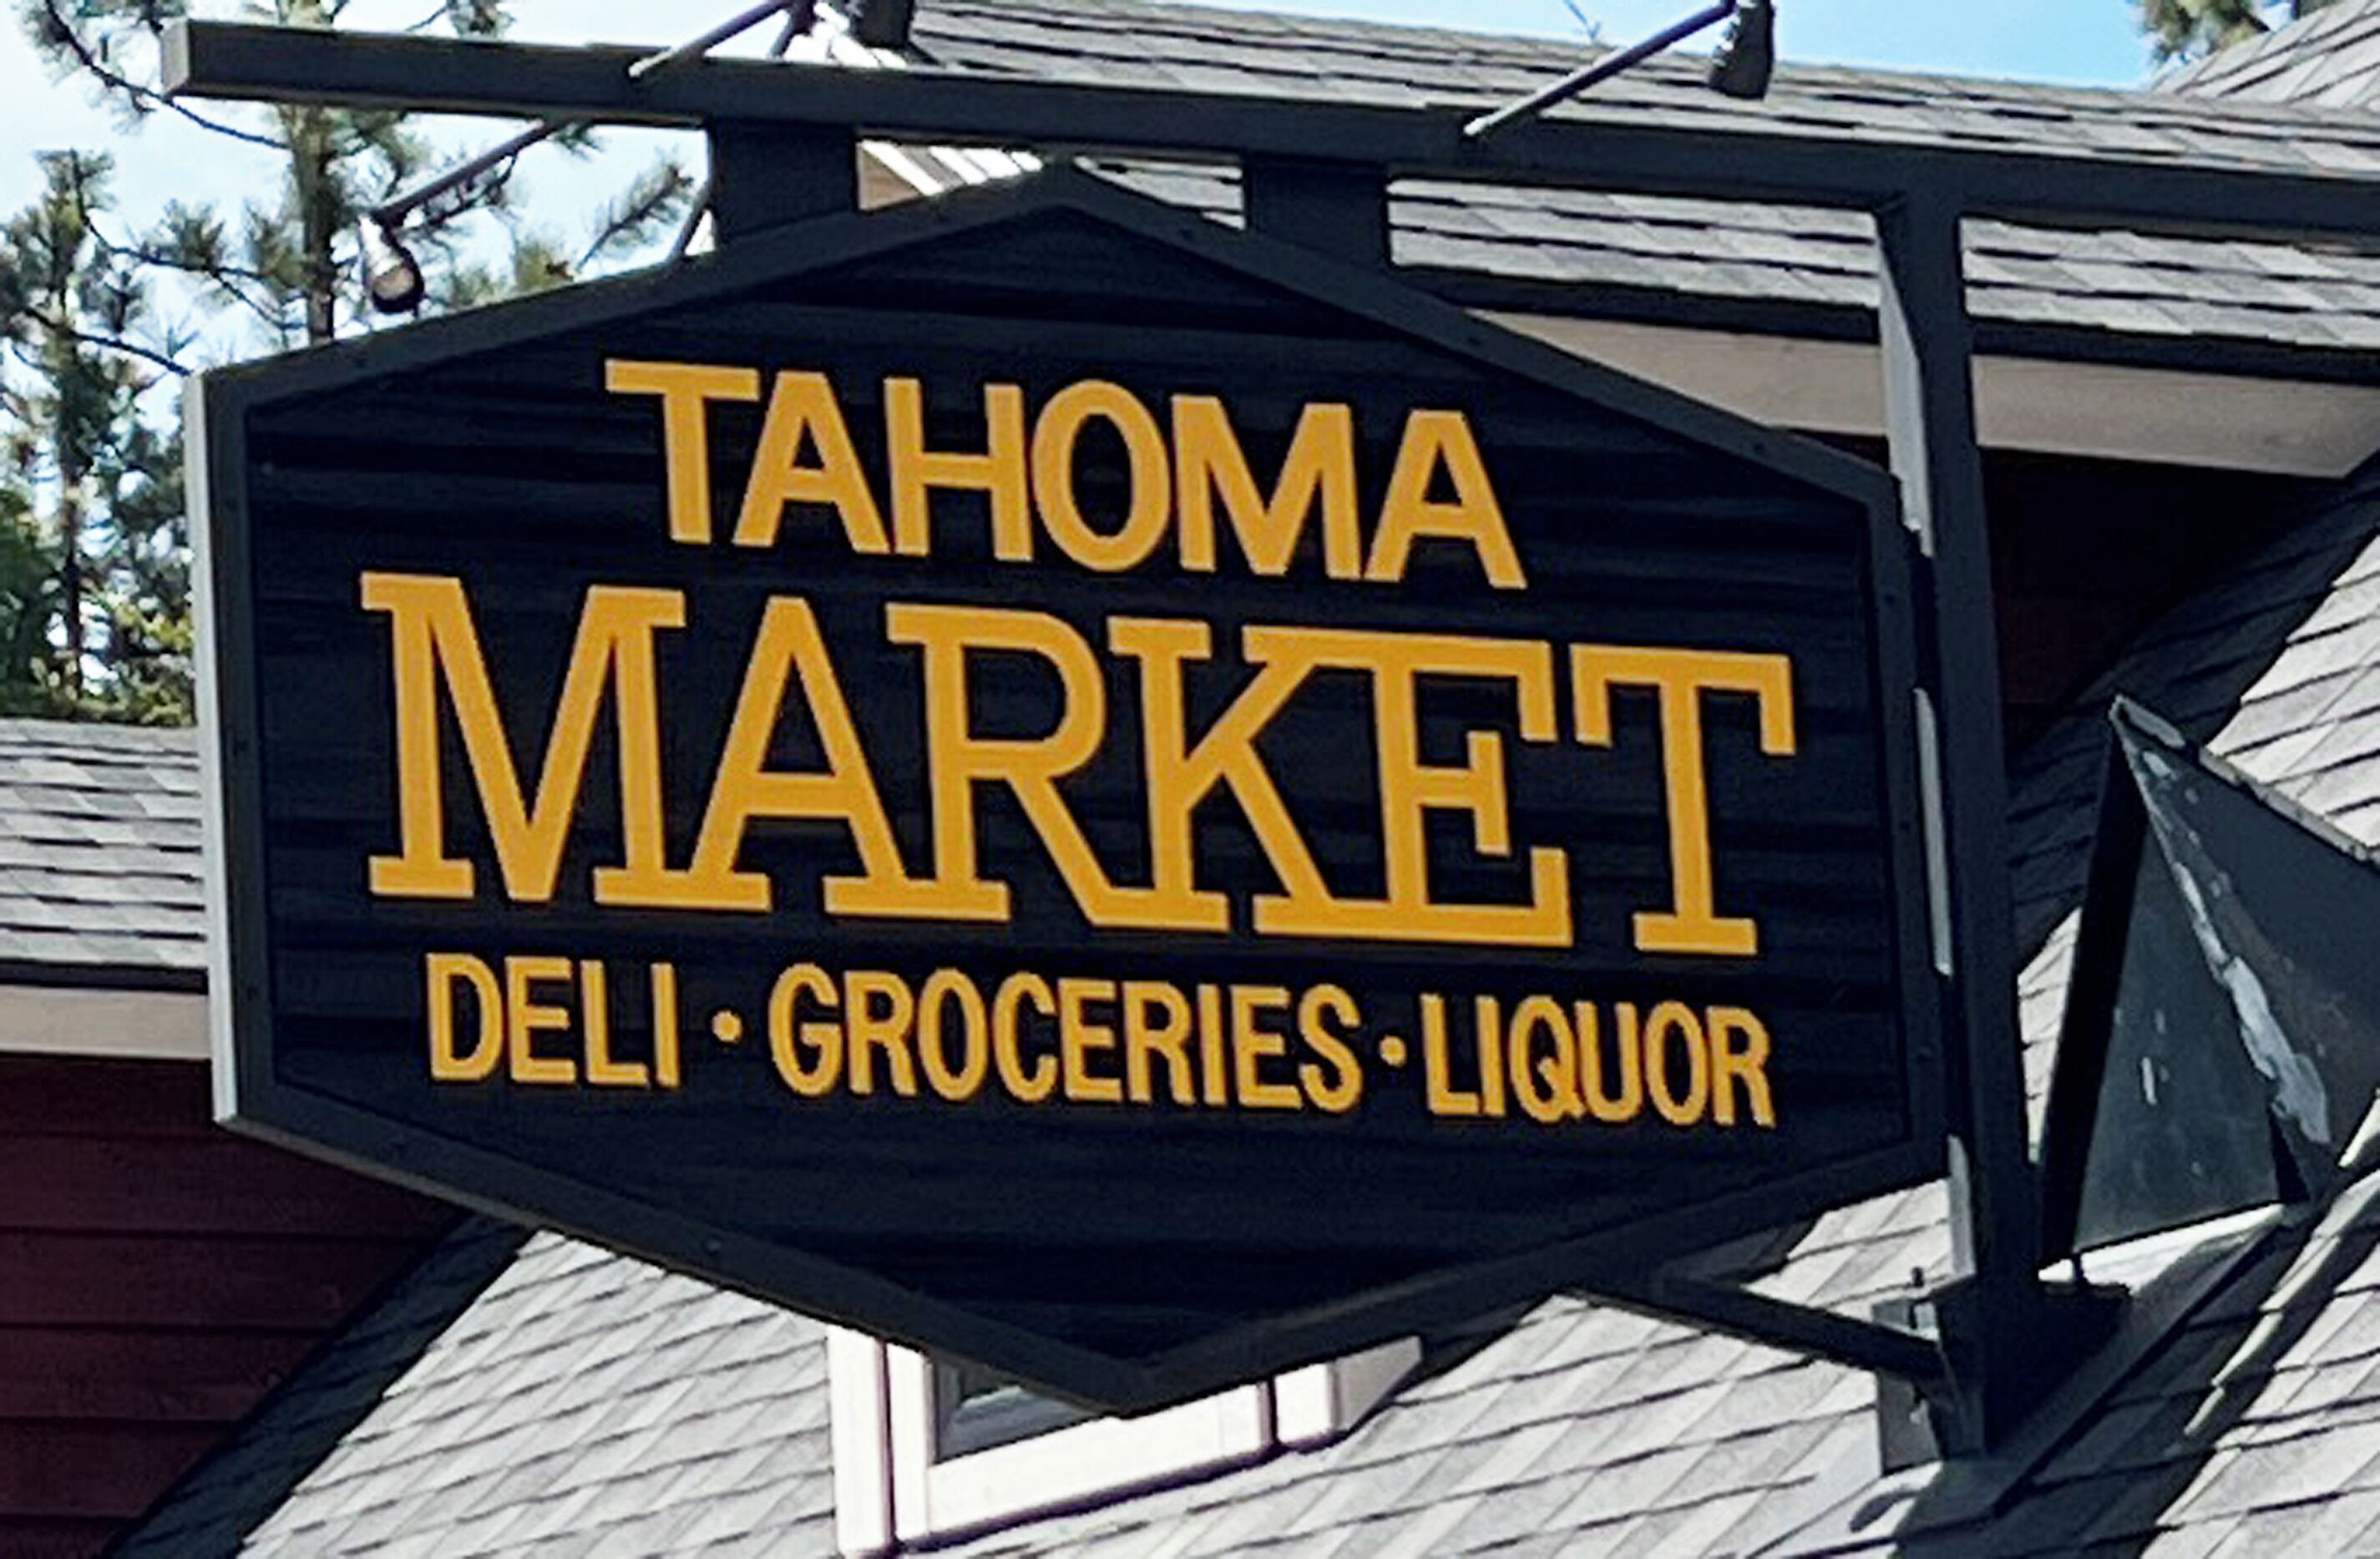 TAHOMA
MARKET
DELI · GROCERIES · LIQUOR